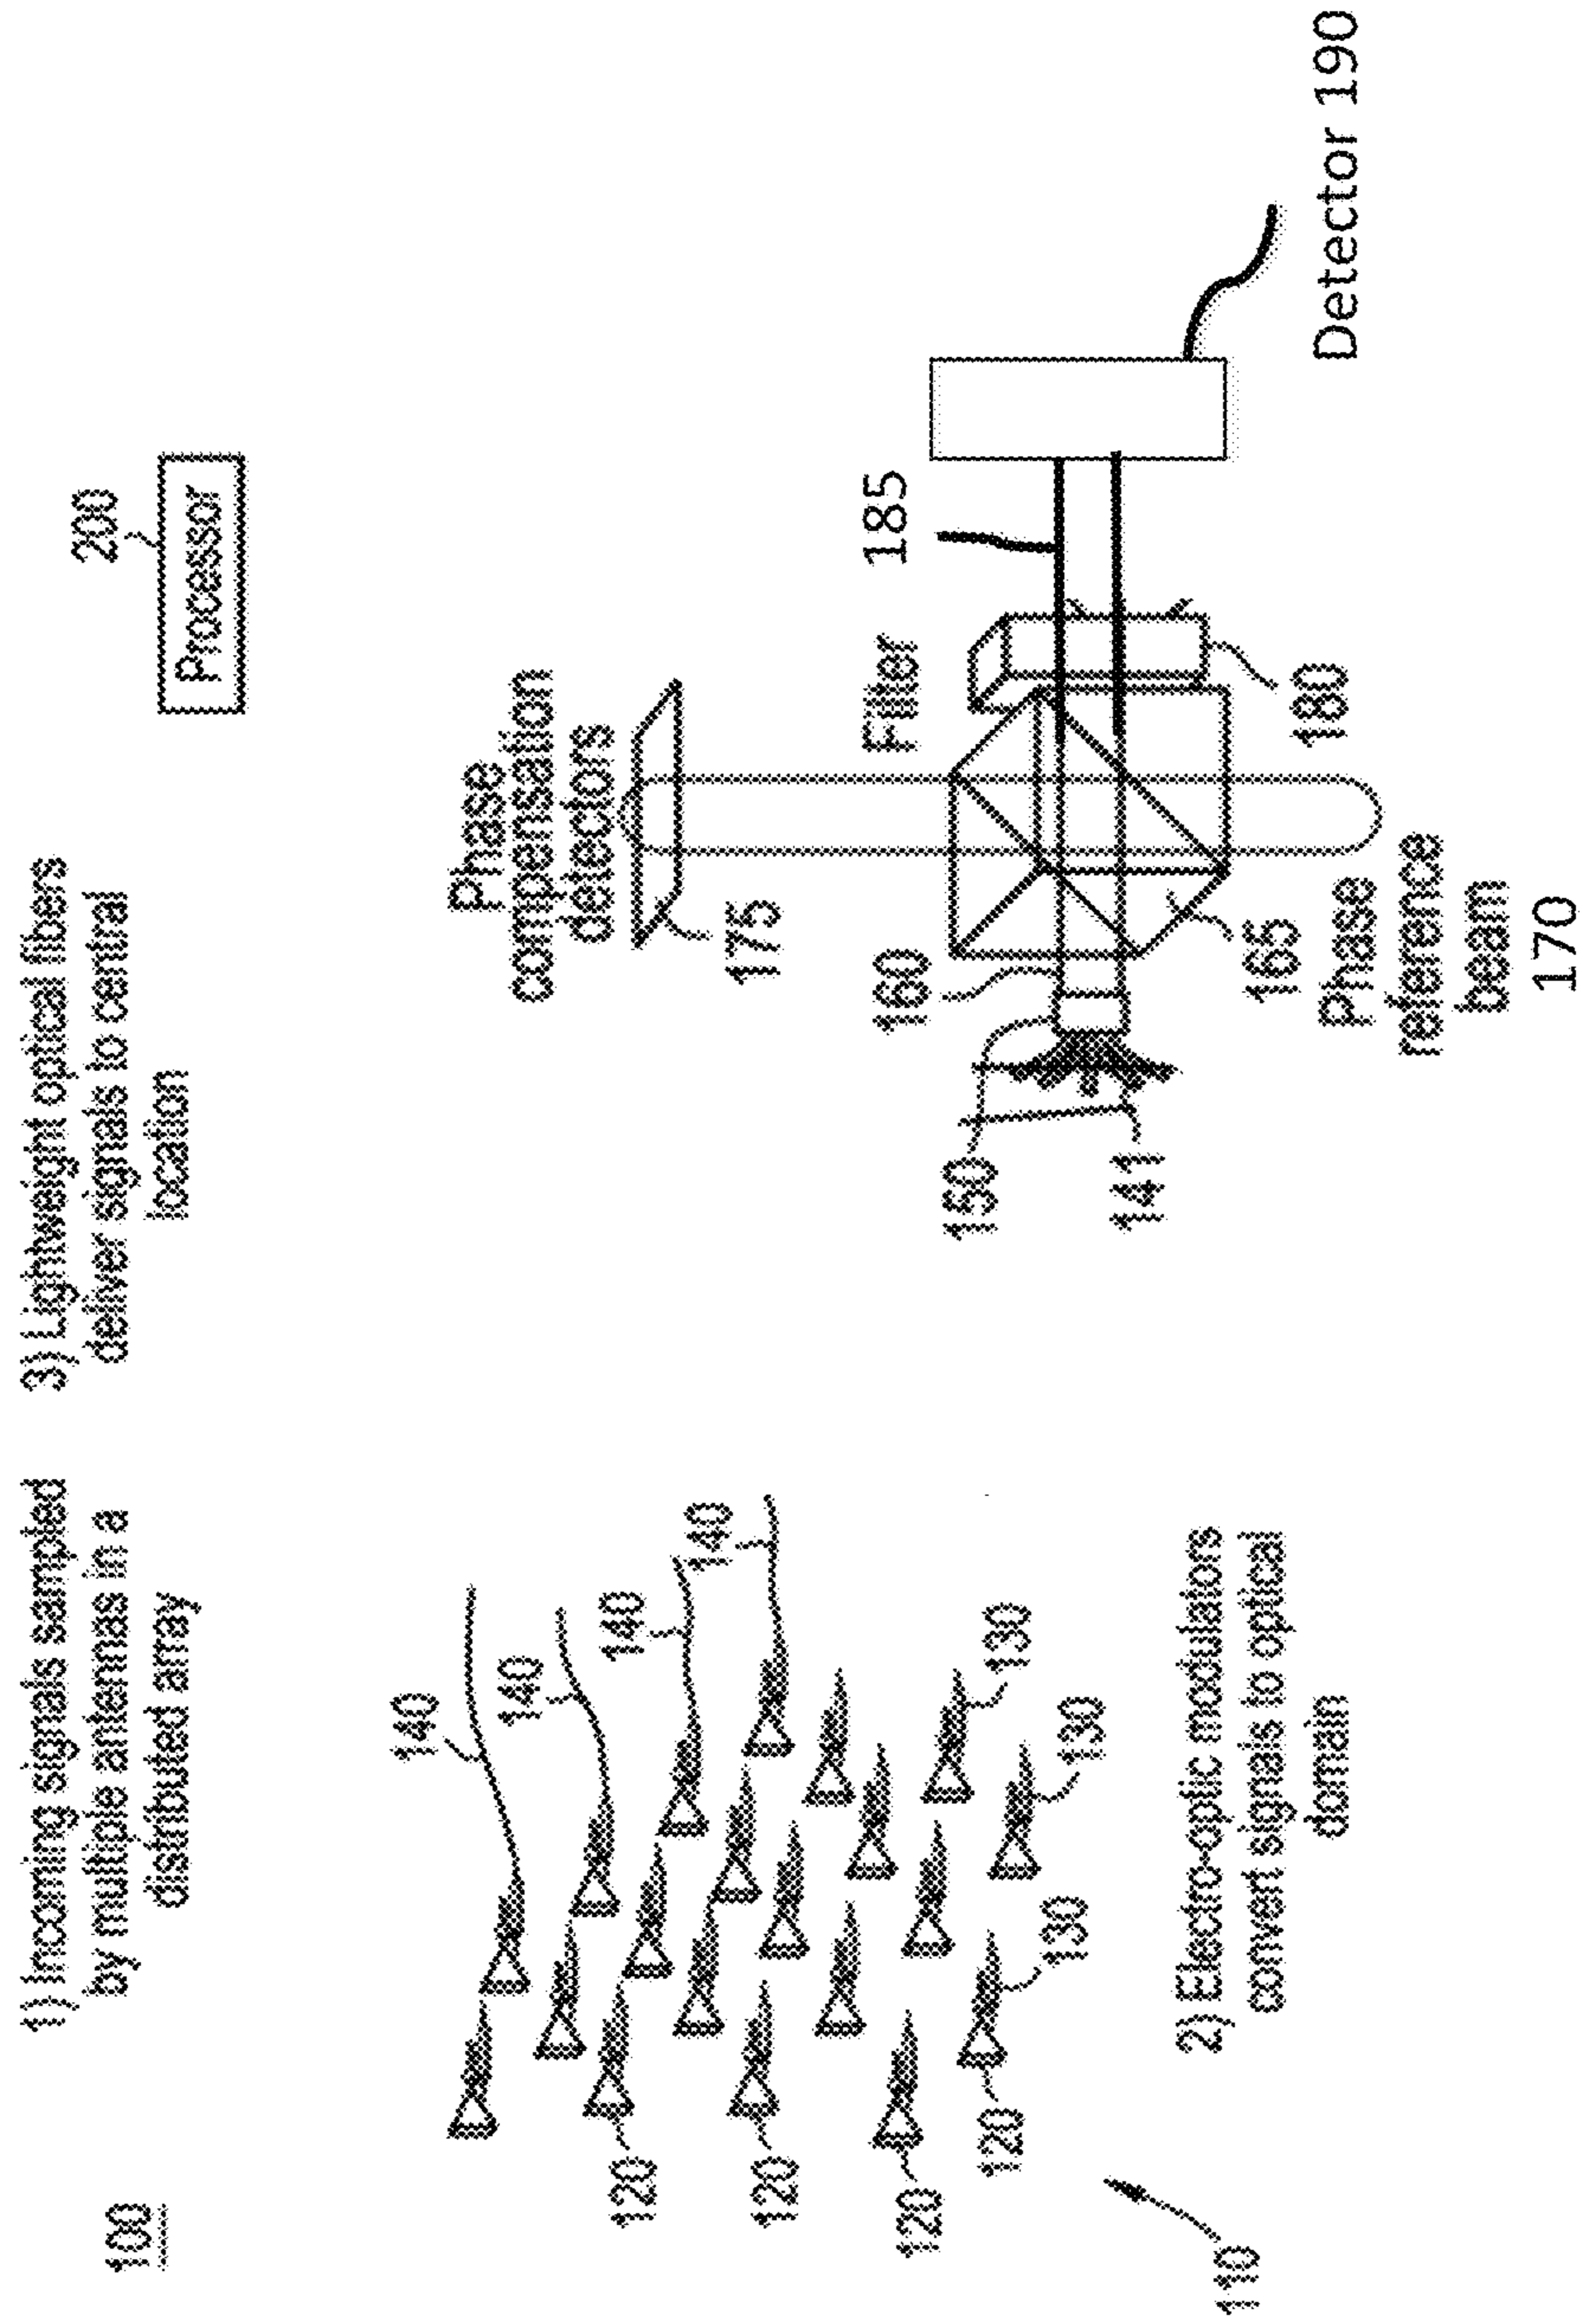 100
1) Incoming signals sampled
by multiple antennas in a
distributed array
3) Lightweight optical fibers
deliver signals to central
location
200
Processor
140
140
140
140
120
120
120
120
130
130
130
110
2) Electro-optic modulators
convert signals to optical
domain
Phase
compensation
detectors
175
Filter
185
160
150
141
165
180
Phase
reference
beam
170
Detector 190